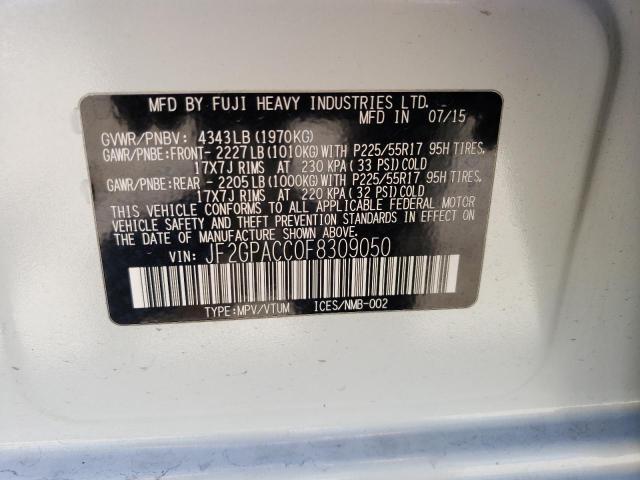 MFD BY FUJI HEAVY INDUSTRIES LTD.
MFD IN 07/15
GVWR/PNBV: 4343LB(1970KG)
GAWR/PNBE:FRONT- 2227LB(1010KG)WITH P225/55R17 95H TIRES,
17X7J RIMS AT 230 KPA(33 PSI)COLD
GAWR/PNBE:REAR - 2205LB(1000KG)WITH P225/55R17 95H TIRES,
17X7J RIMS AT 220 KPA(32 PSI)COLD
THIS VEHICLE CONFORMS TO ALL APPLICABLE FEDERAL MOTOR
VEHICLE SAFETY AND THEFT PREVENTION STANDARDS IN EFFECT ON
THE DATE OF MANUFACTURE SHOWN ABOVE.
VIN: JF2GPACC0F8309050
TYPE:MPV/VTUM ICES/NMB-002